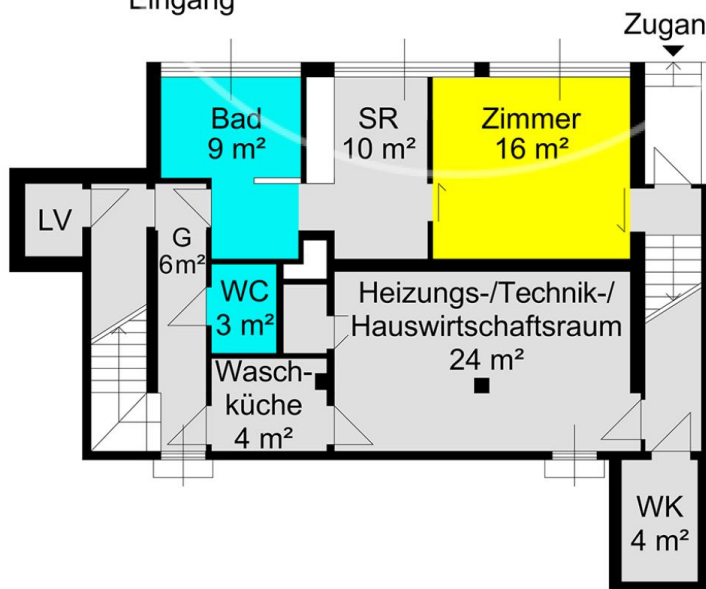 Eingang
Zugan
Bad
9 m²
SR
10 m²
Zimmer
16 m²
LV
G
6m²
WC
3 m²
Heizungs-/Technik-/
Hauswirtschaftsraum
24 m²
Wasch-
küche
4 m²
WK
4 m²